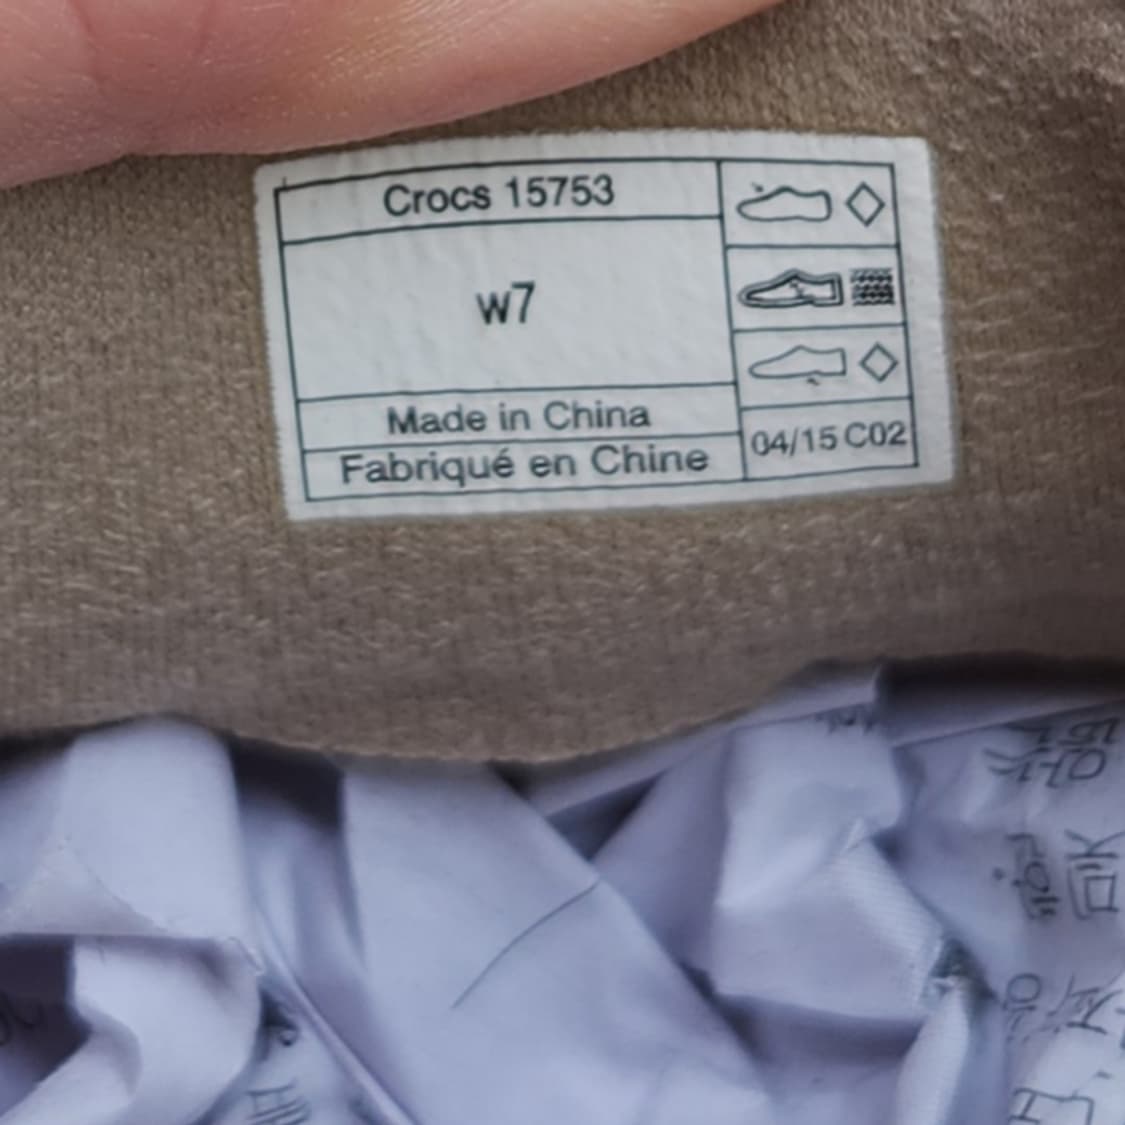 Crocs 15753
w7
Made in China
Fabriqué en Chine
04/15 C02